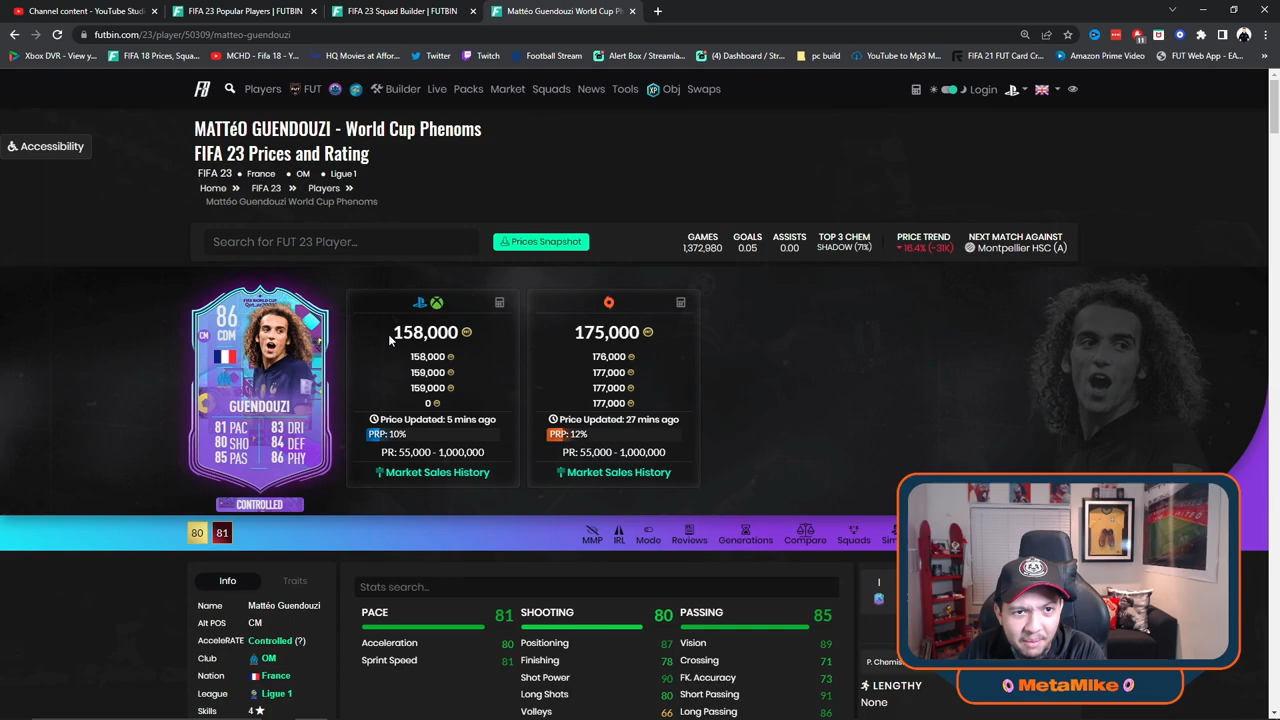 Channel content - YouTube Stud
FIFA 23 Popular Players | FUTBIN
FIFA 23 Squad Builder | FUTBIN
Mattéo Guendouzi World Cup Ph
futbin.com/23/player/50309/matteo-guendouzi
Xbox DVR - View y...
FIFA 18 Prices, Squa...
MCHD - Fifa 18 - Y...
HQ Movies at Affor...
Twitter
Twitch
Football Stream
Alert Box / Streamla...
(4) Dashboard / Str...
pc build
YouTube to Mp3 M...
FIFA 21 FUT Card Cr...
Amazon Prime Video
FUT Web App - EA...
Players
FUT
Builder
Live
Packs
Market
Squads
News
Tools
Obj
Swaps
Login
Accessibility
MATTéO GUENDOUZI - World Cup Phenoms
FIFA 23 Prices and Rating
FIFA 23 • France • OM • Ligue 1
Home » FIFA 23 » Players »
Mattéo Guendouzi World Cup Phenoms
Search for FUT 23 Player...
Prices Snapshot
GAMES
1,372,980
GOALS
0.05
ASSISTS
0.00
TOP 3 CHEM
SHADOW (71%)
PRICE TREND
16.4% (-31K)
NEXT MATCH AGAINST
Montpellier HSC (A)
86
CDM
CM
GUENDOUZI
81 PAC 83 DRI
80 SHO 84 DEF
85 PAS 86 PHY
CONTROLLED
158,000
158,000
159,000
159,000
0
Price Updated: 5 mins ago
PRP: 10%
PR: 55,000 - 1,000,000
Market Sales History
175,000
176,000
177,000
177,000
177,000
Price Updated: 27 mins ago
PRP: 12%
PR: 55,000 - 1,000,000
Market Sales History
80
81
MMP
IRL
Mode
Reviews
Generations
Compare
Squads
Sim
Info
Traits
Name Mattéo Guendouzi
Alt POS CM
AcceleRATE Controlled (?)
Club OM
Nation France
League Ligue 1
Skills 4
Stats search...
PACE 81
Acceleration 80
Sprint Speed 81
SHOOTING 80
Positioning 87
Finishing 78
Shot Power 90
Long Shots 80
Volleys 66
PASSING 85
Vision 89
Crossing 71
FK. Accuracy 73
Short Passing 91
Long Passing 86
P. Chemis
LENGTHY
None
MetaMike